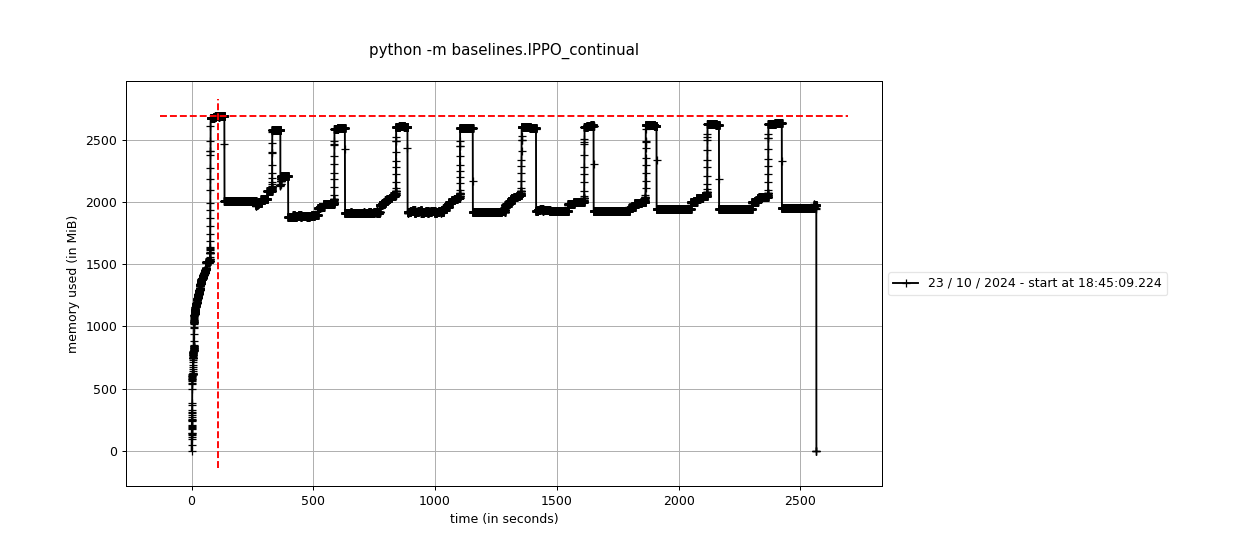 python -m baselines.IPPO_continual
memory used (in MiB)
2500
2000
1500
1000
500
0
0 500 1000 1500 2000 2500
time (in seconds)
23 / 10 / 2024 - start at 18:45:09.224